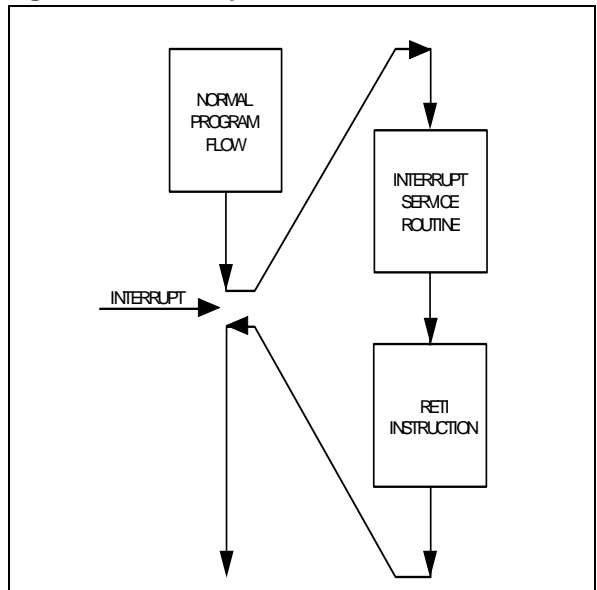 NORMAL
PROGRAM
FLOW
INTERRUPT
SERVICE
ROUTINE
INTERRUPT
RETI
INSTRUCTION